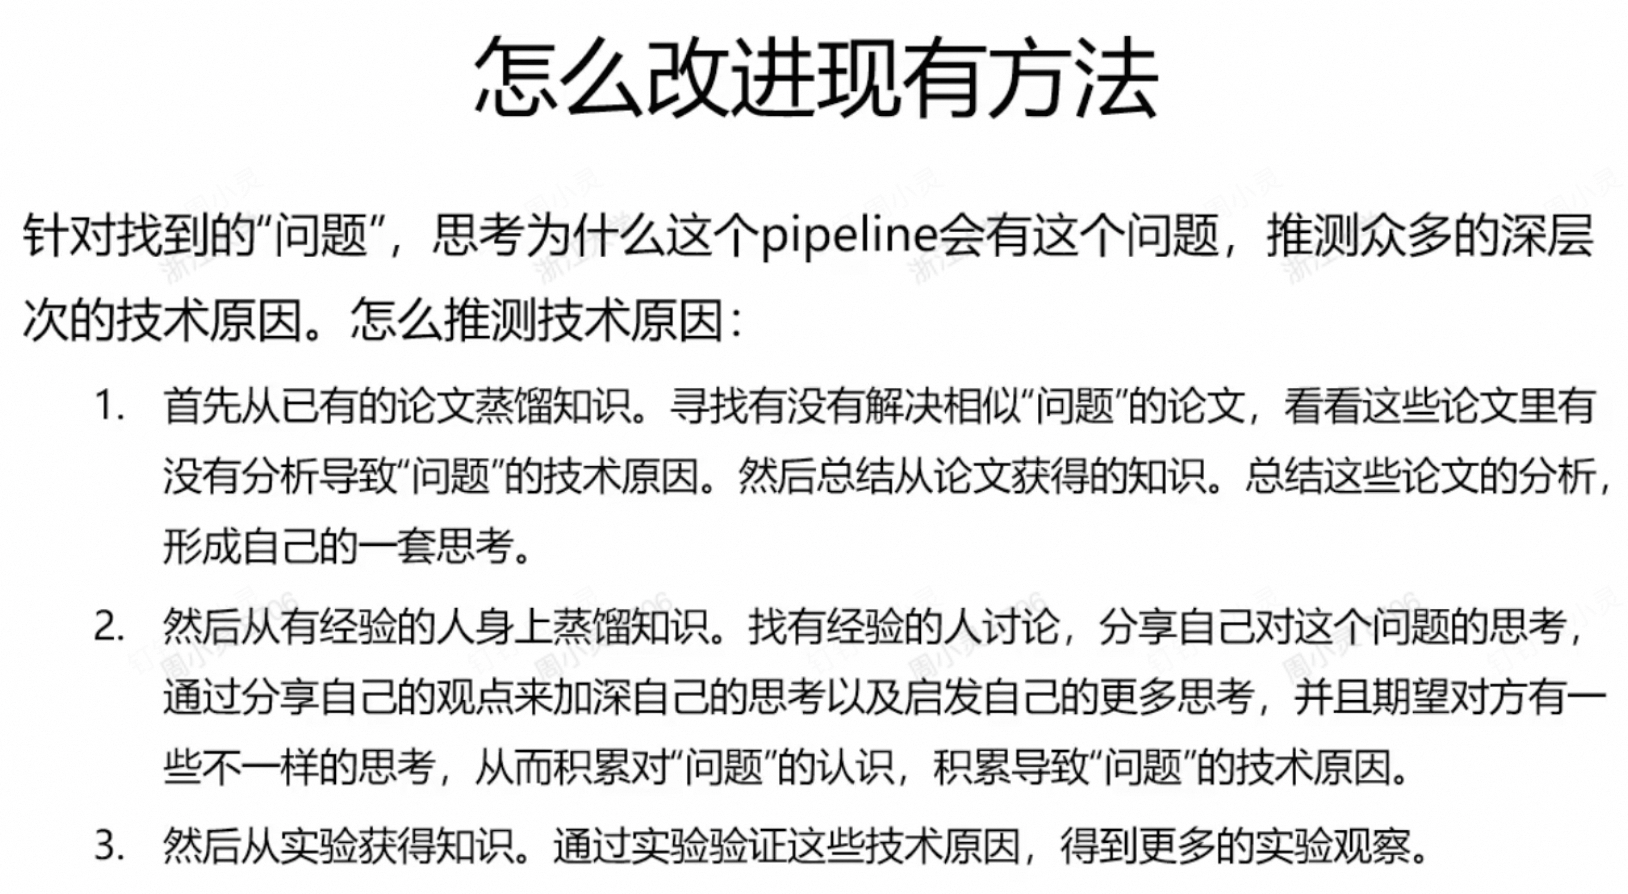 怎么改进现有方法
针对找到的“问题”，思考为什么这个pipeline会有这个问题，推测众多的深层
次的技术原因。怎么推测技术原因：
1. 首先从已有的论文蒸馏知识。寻找有没有解决相似“问题”的论文，看看这些论文里有
没有分析导致“问题”的技术原因。然后总结从论文获得的知识。总结这些论文的分析，
形成自己的一套思考。
2. 然后从有经验的人身上蒸馏知识。找有经验的人讨论，分享自己对这个问题的思考，
通过分享自己的观点来加深自己的思考以及启发自己的更多思考，并且期望对方有一
些不一样的思考，从而积累对“问题”的认识，积累导致“问题”的技术原因。
3. 然后从实验获得知识。通过实验验证这些技术原因，得到更多的实验观察。